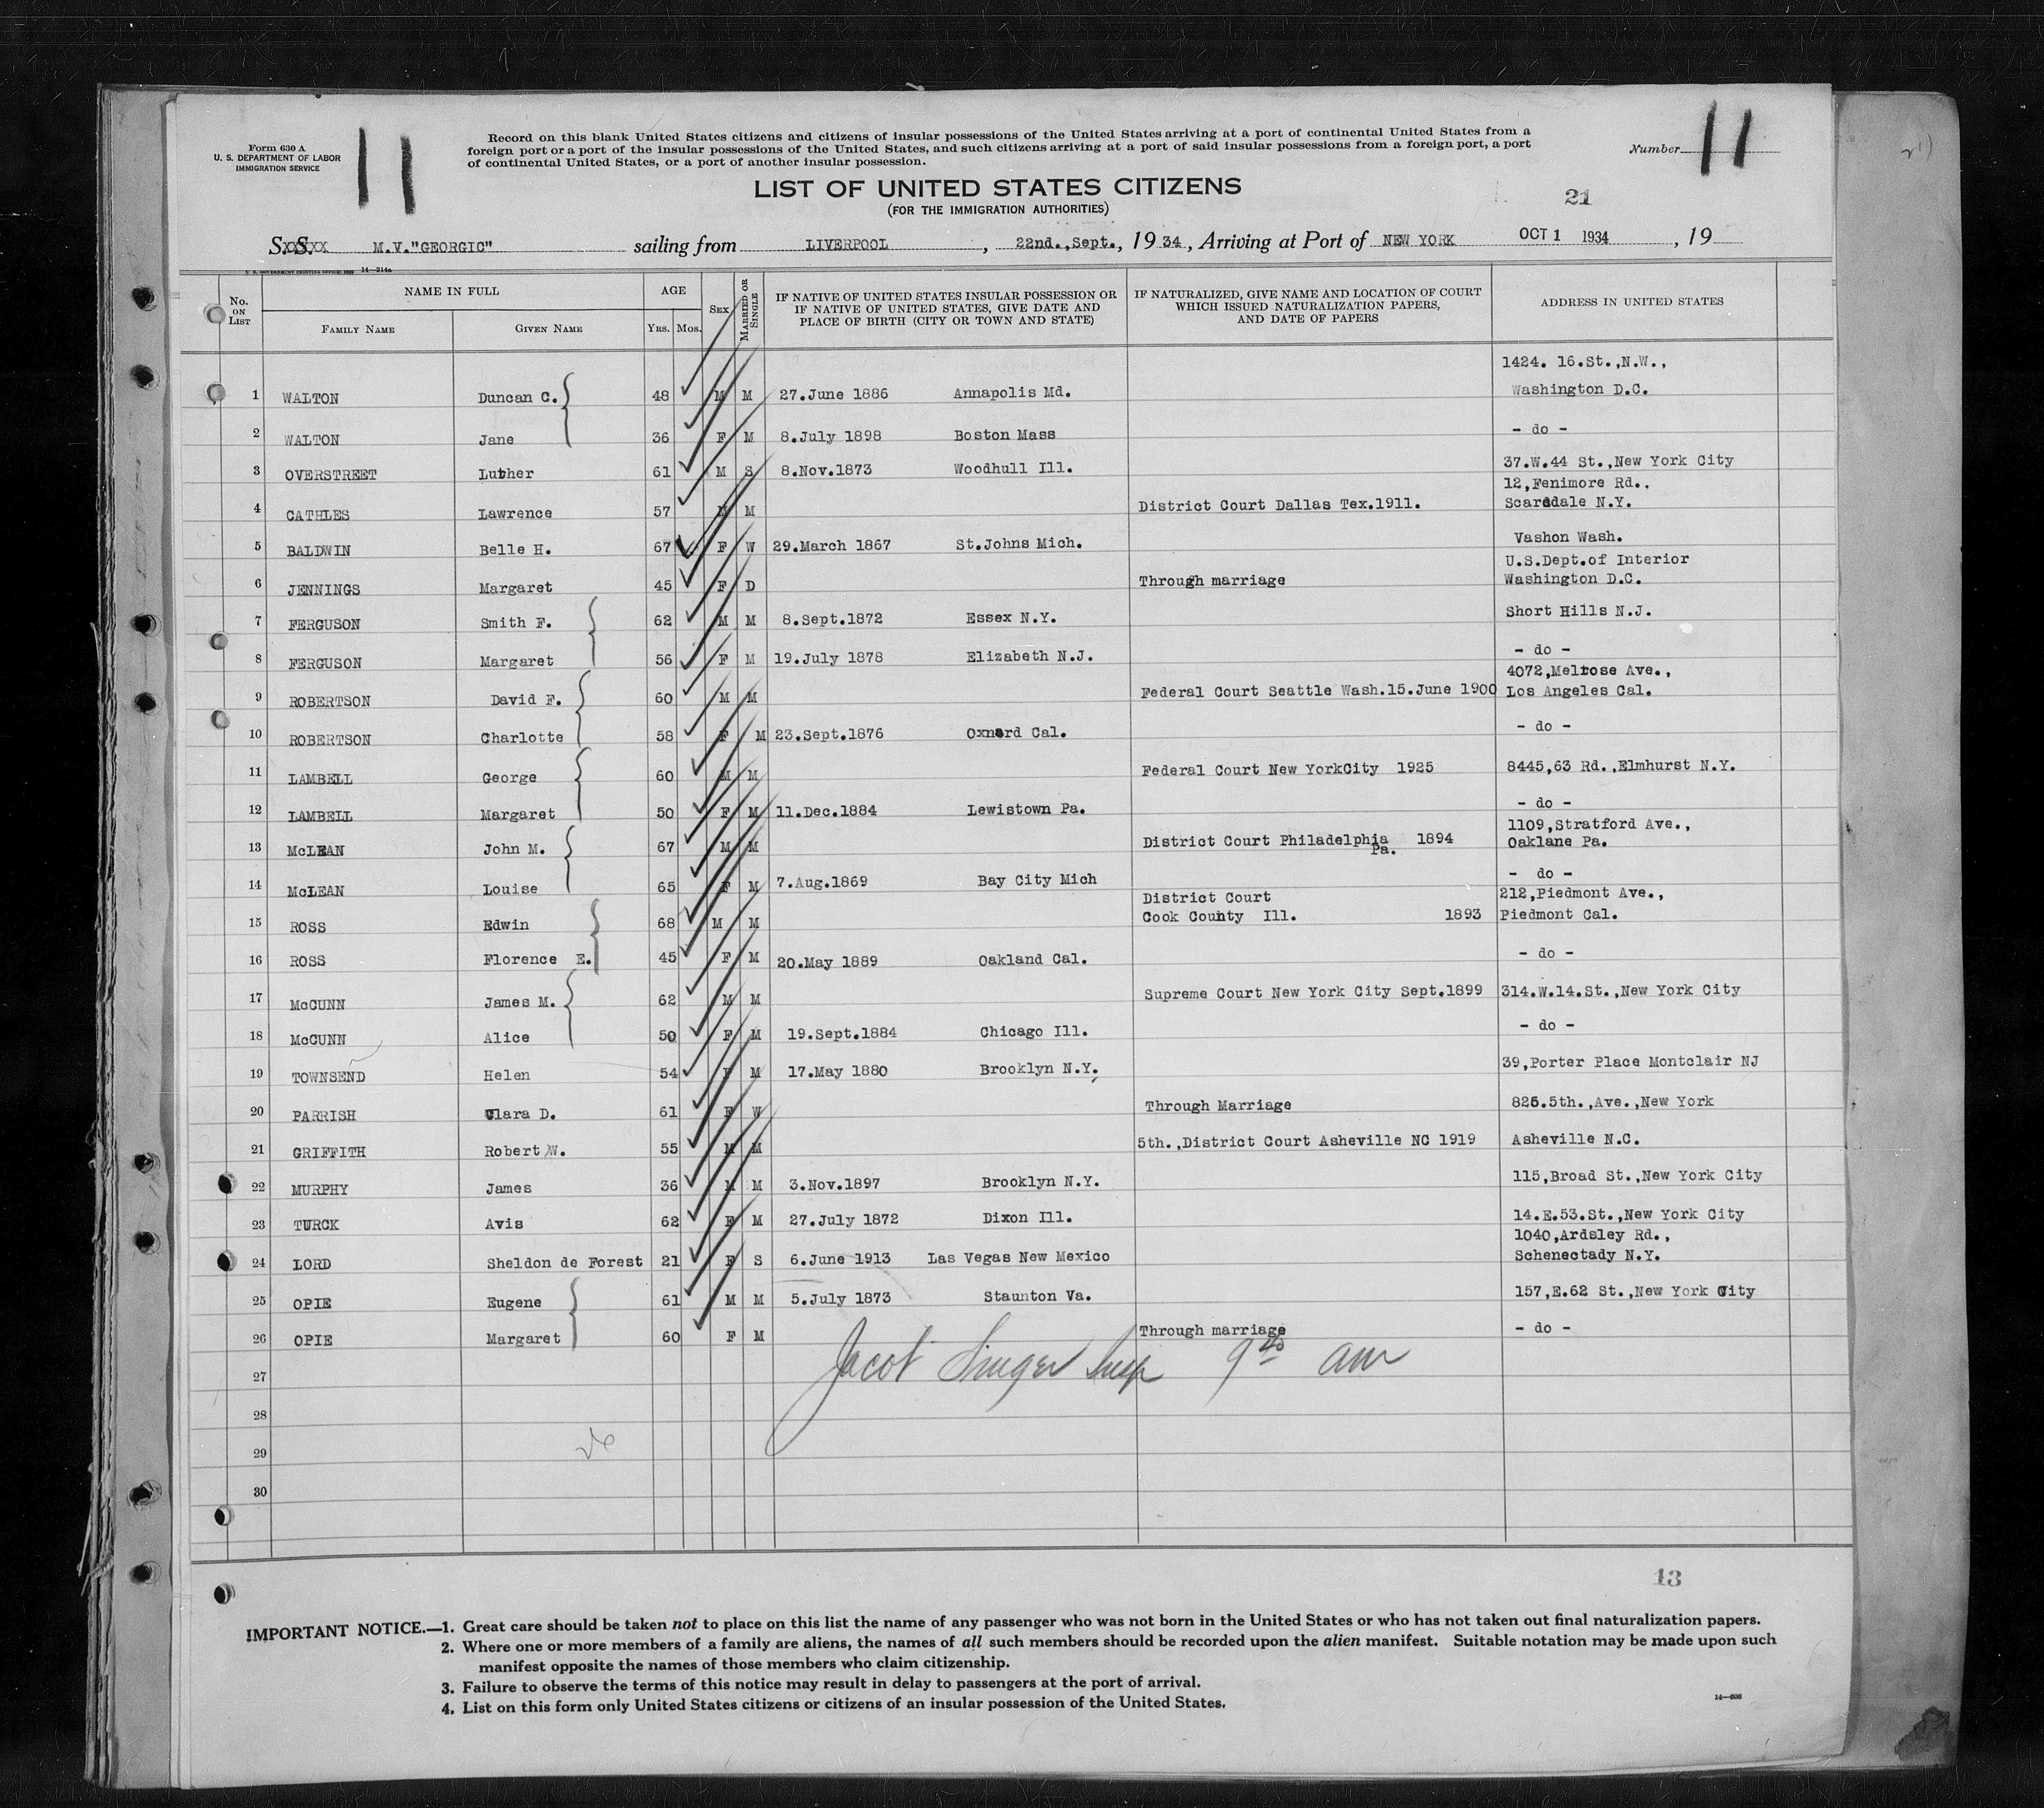 Form 630 A
U. S. DEPARTMENT OF LABOR
IMMIGRATION SERVICE
11
Record on this blank United States citizens and citizens of insular possessions of the United States arriving at a port of continental United States from a
foreign port or a port of the insular possessions of the United States, and such citizens arriving at a port of said insular possessions from a foreign port, a port
of continental United States, or a port of another insular possession.
Number 11
LIST OF UNITED STATES CITIZENS
(FOR THE IMMIGRATION AUTHORITIES)
21
S.S. M.V."GEORGIC" sailing from LIVERPOOL, 22nd.,Sept., 1934, Arriving at Port of NEW YORK OCT 1 1934, 19
U. S. GOVERNMENT PRINTING OFFICE 14—214a
No. ON LIST NAME IN FULL AGE SEX MARRIED OR SINGLE IF NATIVE OF UNITED STATES INSULAR POSSESSION OR IF NATIVE OF UNITED STATES, GIVE DATE AND PLACE OF BIRTH (CITY OR TOWN AND STATE) IF NATURALIZED, GIVE NAME AND LOCATION OF COURT WHICH ISSUED NATURALIZATION PAPERS, AND DATE OF PAPERS ADDRESS IN UNITED STATES
FAMILY NAME GIVEN NAME YRS. MOS.
1 WALTON Duncan C. 48 M M 27.June 1886 Annapolis Md. 1424. 16.St.,N.W., Washington D.C.
2 WALTON Jane 36 F M 8.July 1898 Boston Mass - do -
3 OVERSTREET Luther 61 M S 8.Nov.1873 Woodhull Ill. 37.W.44 St.,New York City
4 CATHLES Lawrence 57 M M District Court Dallas Tex.1911. 12,Fenimore Rd., Scarsdale N.Y.
5 BALDWIN Belle H. 67 F W 29.March 1867 St.Johns Mich. Vashon Wash.
6 JENNINGS Margaret 45 F D Through marriage U.S.Dept.of Interior Washington D.C.
7 FERGUSON Smith F. 62 M M 8.Sept.1872 Essex N.Y. Short Hills N.J.
8 FERGUSON Margaret 56 F M 19.July 1878 Elizabeth N.J. - do -
9 ROBERTSON David F. 60 M M Federal Court Seattle Wash.15.June 1900 4072,Melrose Ave., Los Angeles Cal.
10 ROBERTSON Charlotte 58 F M 23.Sept.1876 Oxnard Cal. - do -
11 LAMBELL George 60 M M Federal Court New YorkCity 1925 8445,63 Rd.,Elmhurst N.Y.
12 LAMBELL Margaret 50 F M 11.Dec.1884 Lewistown Pa. - do -
13 McLEAN John M. 67 M M District Court Philadelphia Pa. 1894 1109,Stratford Ave., Oaklane Pa.
14 McLEAN Louise 65 F M 7.Aug.1869 Bay City Mich - do -
15 ROSS Edwin 68 M M District Court Cook County Ill. 1893 212,Piedmont Ave., Piedmont Cal.
16 ROSS Florence E. 45 F M 20.May 1889 Oakland Cal. - do -
17 McCUNN James M. 62 M M Supreme Court New York City Sept.1899 314.W.14.St.,New York City
18 McCUNN Alice 50 F M 19.Sept.1884 Chicago Ill. - do -
19 TOWNSEND Helen 54 F M 17.May 1880 Brooklyn N.Y. 39,Porter Place Montclair NJ
20 PARRISH Clara D. 61 F W Through Marriage 825.5th.,Ave.,New York
21 GRIFFITH Robert W. 55 M M 5th.,District Court Asheville NC 1919 Asheville N.C.
22 MURPHY James 36 M M 3.Nov.1897 Brooklyn N.Y. 115,Broad St.,New York City
23 TURCK Avis 62 F M 27.July 1872 Dixon Ill. 14.E.53.St.,New York City
24 LORD Sheldon de Forest 21 F S 6.June 1913 Las Vegas New Mexico 1040,Ardsley Rd., Schenectady N.Y.
25 OPIE Eugene 61 M M 5.July 1873 Staunton Va. 157,E.62 St.,New York City
26 OPIE Margaret 60 F M Through marriage - do -
27 Jacob Singer Insp 9 40 am
28
29
30
13
IMPORTANT NOTICE.—1. Great care should be taken not to place on this list the name of any passenger who was not born in the United States or who has not taken out final naturalization papers.
2. Where one or more members of a family are aliens, the names of all such members should be recorded upon the alien manifest. Suitable notation may be made upon such
manifest opposite the names of those members who claim citizenship.
3. Failure to observe the terms of this notice may result in delay to passengers at the port of arrival.
4. List on this form only United States citizens or citizens of an insular possession of the United States.
14—606